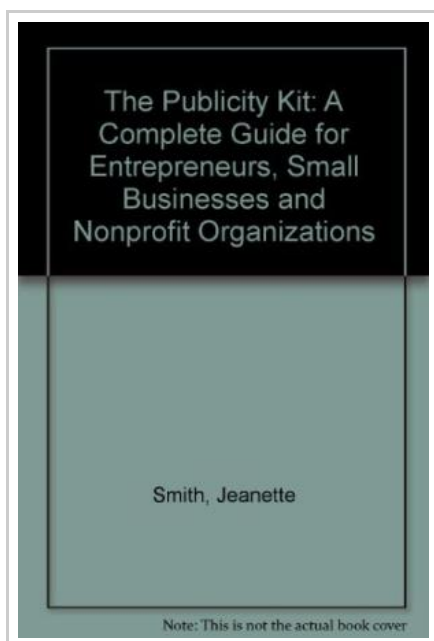 The Publicity Kit: A
Complete Guide for
Entrepreneurs, Small
Businesses and
Nonprofit Organizations
Smith, Jeanette
Note: This is not the actual book cover